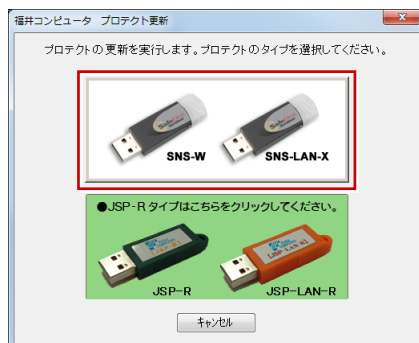 福井コンピュータ　プロテクト更新
プロテクトの更新を実行します。プロテクトのタイプを選択してください。
SNS-W
SNS-LAN-X
●JSP-Rタイプはこちらをクリックしてください。
JSP-R
JSP-LAN-R
キャンセル